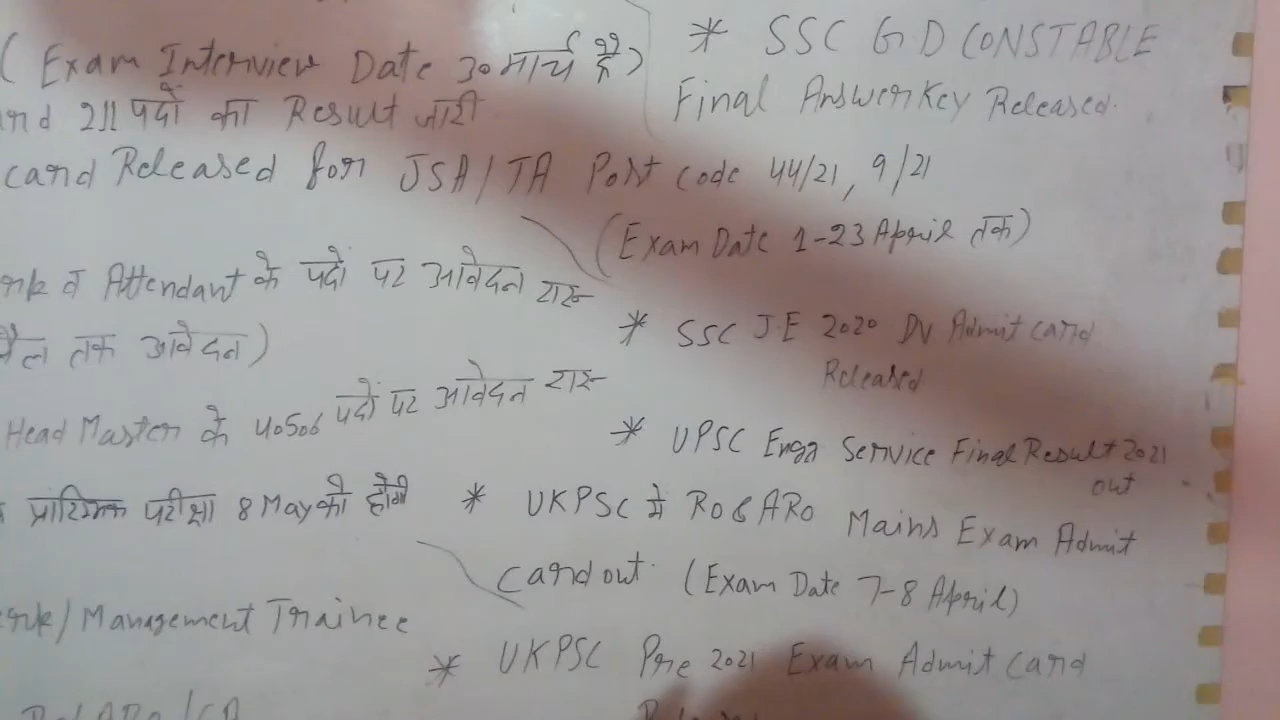 (Exam Interview Date 30 मार्च है)
and 211 पदों का Result जारी
card Released for JSA/TA Post code 44/21, 9/21
(Exam Date 1-23 April तक)
व Attendant के पदों पर आवेदन शुरू
तक आवेदन)
Head Master के 40506 पदों पर आवेदन शुरू
प्रारम्भिक परीक्षा 8 May को होगी
/Management Trainee
* SSC GD CONSTABLE
Final Answerkey Released.
* SSC JE 2020 DV Admit card
Released
* UPSC Engg Service Final Result 2021
out
* UKPSC मे RO & ARO Mains Exam Admit
card out. (Exam Date 7-8 April)
* UKPSC Pre 2021 Exam Admit card